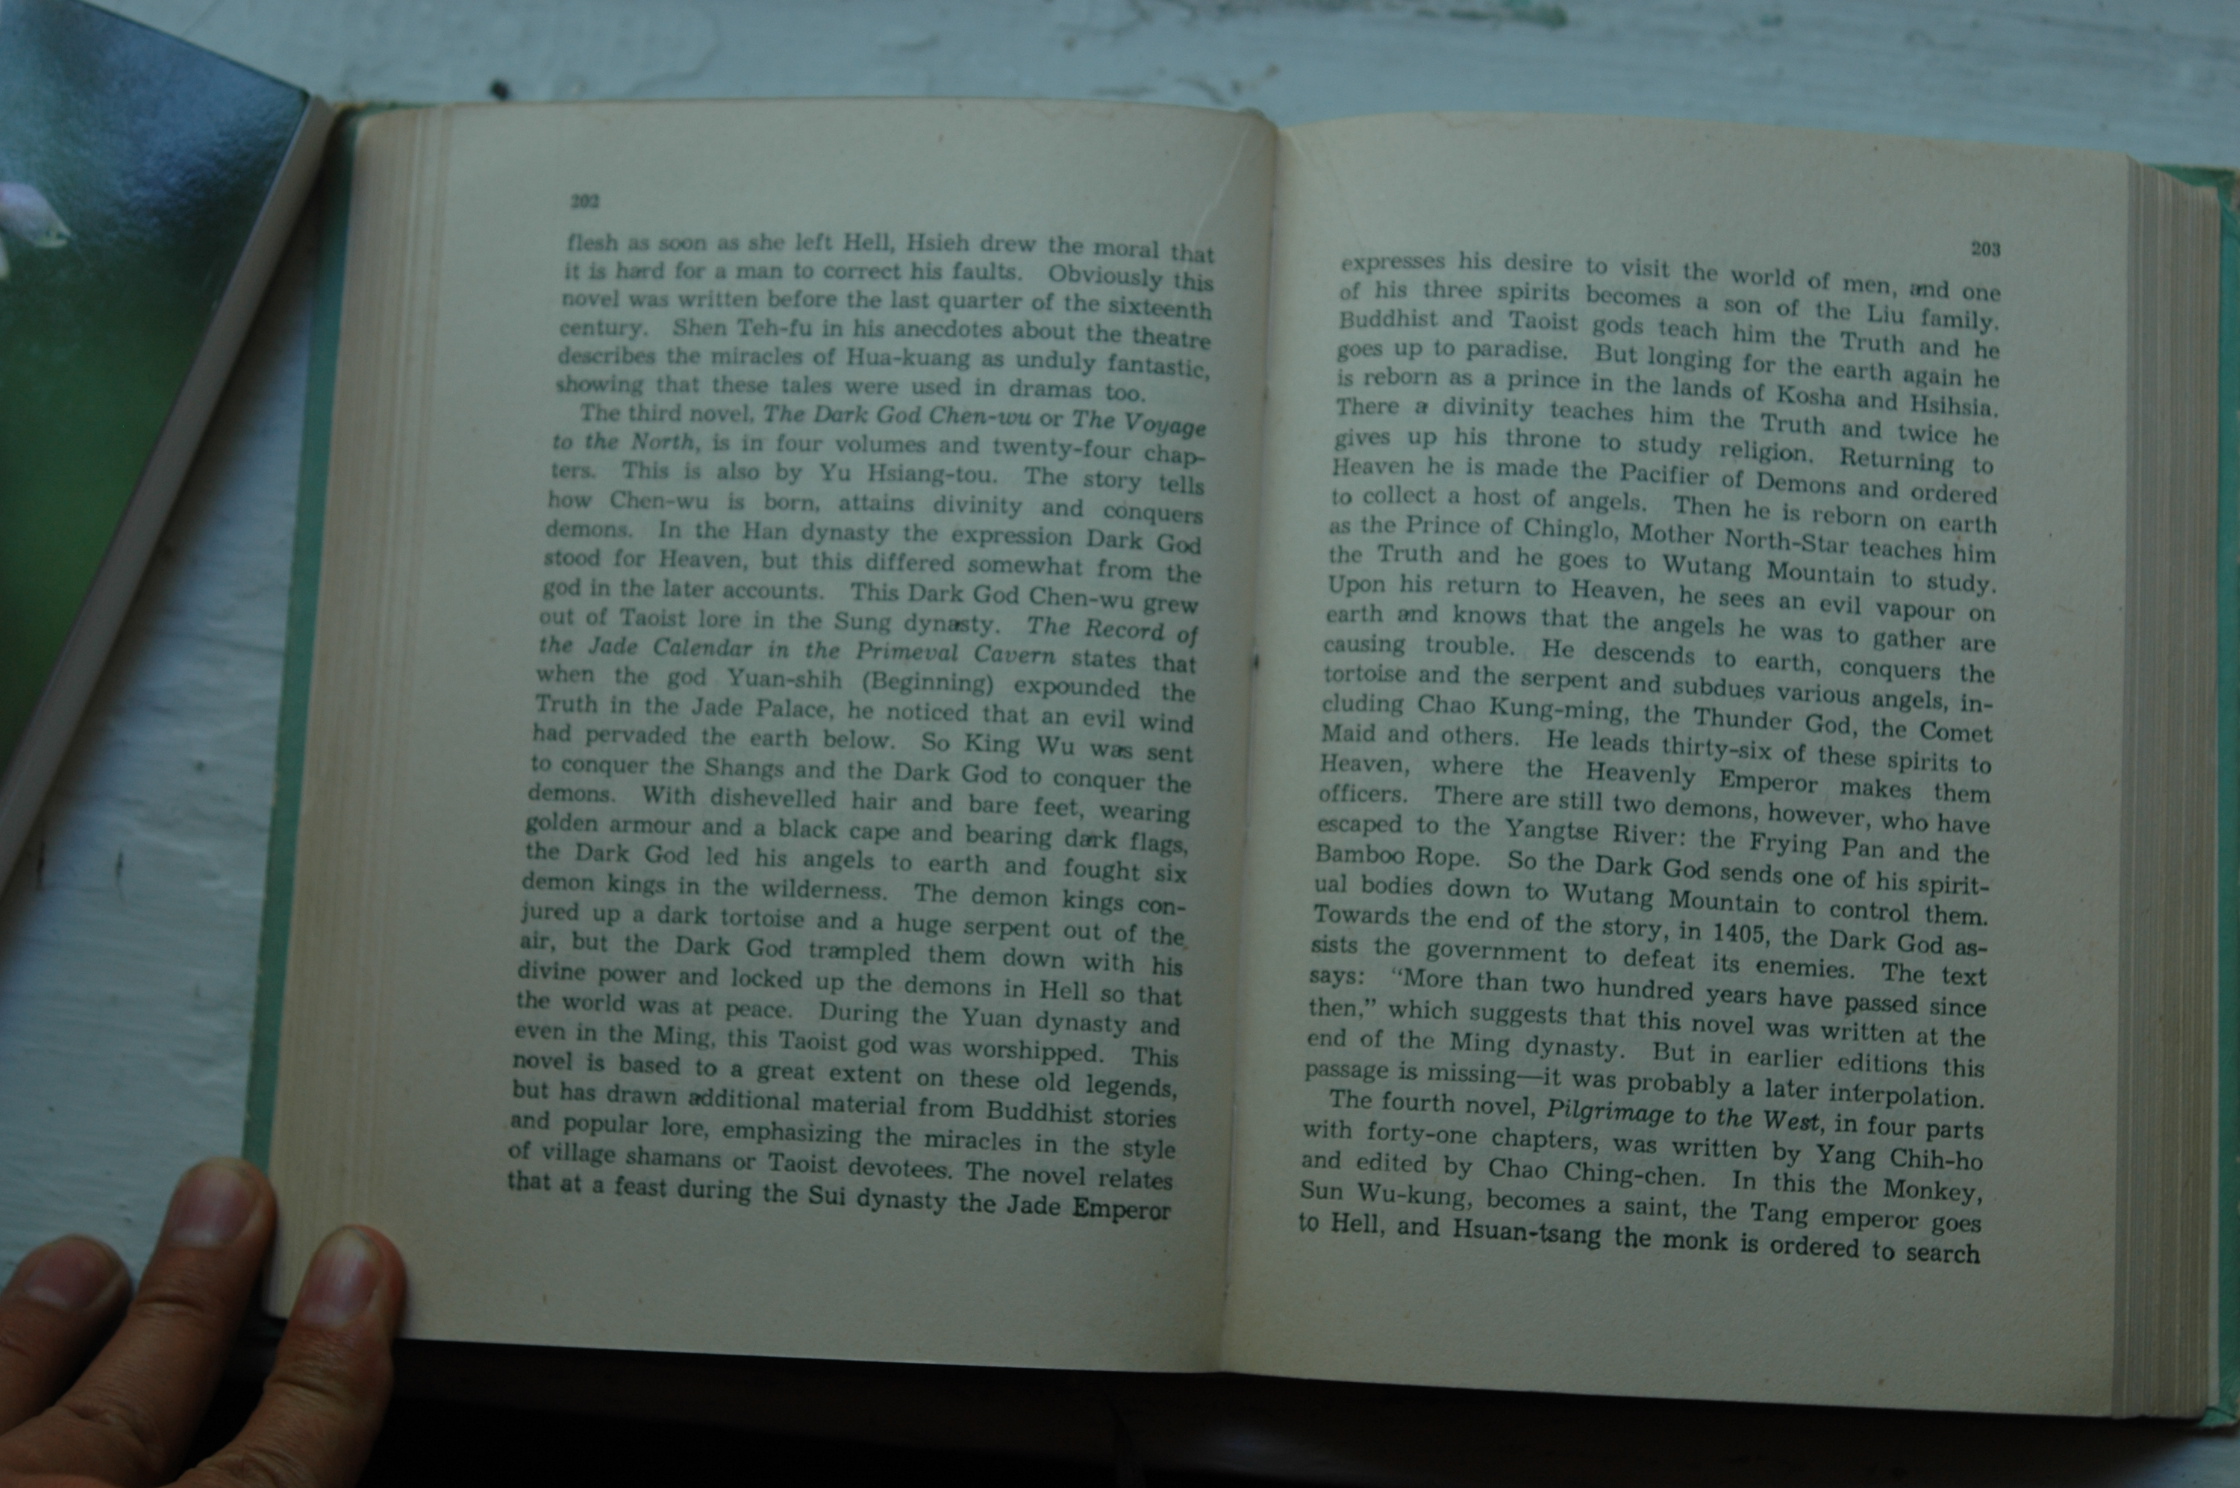 202
flesh as soon as she left Hell, Hsieh drew the moral that
it is hard for a man to correct his faults. Obviously this
novel was written before the last quarter of the sixteenth
century. Shen Teh-fu in his anecdotes about the theatre
describes the miracles of Hua-kuang as unduly fantastic,
showing that these tales were used in dramas too.
The third novel, The Dark God Chen-wu or The Voyage
to the North, is in four volumes and twenty-four chap-
ters. This is also by Yu Hsiang-tou. The story tells
how Chen-wu is born, attains divinity and conquers
demons. In the Han dynasty the expression Dark God
stood for Heaven, but this differed somewhat from the
god in the later accounts. This Dark God Chen-wu grew
out of Taoist lore in the Sung dynasty. The Record of
the Jade Calendar in the Primeval Cavern states that
when the god Yuan-shih (Beginning) expounded the
Truth in the Jade Palace, he noticed that an evil wind
had pervaded the earth below. So King Wu was sent
to conquer the Shangs and the Dark God to conquer the
demons. With dishevelled hair and bare feet, wearing
golden armour and a black cape and bearing dark flags,
the Dark God led his angels to earth and fought six
demon kings in the wilderness. The demon kings con-
jured up a dark tortoise and a huge serpent out of the
air, but the Dark God trampled them down with his
divine power and locked up the demons in Hell so that
the world was at peace. During the Yuan dynasty and
even in the Ming, this Taoist god was worshipped. This
novel is based to a great extent on these old legends,
but has drawn additional material from Buddhist stories
and popular lore, emphasizing the miracles in the style
of village shamans or Taoist devotees. The novel relates
that at a feast during the Sui dynasty the Jade Emperor
203
expresses his desire to visit the world of men, and one
of his three spirits becomes a son of the Liu family.
Buddhist and Taoist gods teach him the Truth and he
goes up to paradise. But longing for the earth again he
is reborn as a prince in the lands of Kosha and Hsihsia.
There a divinity teaches him the Truth and twice he
gives up his throne to study religion. Returning to
Heaven he is made the Pacifier of Demons and ordered
to collect a host of angels. Then he is reborn on earth
as the Prince of Chinglo, Mother North-Star teaches him
the Truth and he goes to Wutang Mountain to study.
Upon his return to Heaven, he sees an evil vapour on
earth and knows that the angels he was to gather are
causing trouble. He descends to earth, conquers the
tortoise and the serpent and subdues various angels, in-
cluding Chao Kung-ming, the Thunder God, the Comet
Maid and others. He leads thirty-six of these spirits to
Heaven, where the Heavenly Emperor makes them
officers. There are still two demons, however, who have
escaped to the Yangtse River: the Frying Pan and the
Bamboo Rope. So the Dark God sends one of his spirit-
ual bodies down to Wutang Mountain to control them.
Towards the end of the story, in 1405, the Dark God as-
sists the government to defeat its enemies. The text
says: “More than two hundred years have passed since
then,” which suggests that this novel was written at the
end of the Ming dynasty. But in earlier editions this
passage is missing—it was probably a later interpolation.
The fourth novel, Pilgrimage to the West, in four parts
with forty-one chapters, was written by Yang Chih-ho
and edited by Chao Ching-chen. In this the Monkey,
Sun Wu-kung, becomes a saint, the Tang emperor goes
to Hell, and Hsuan-tsang the monk is ordered to search